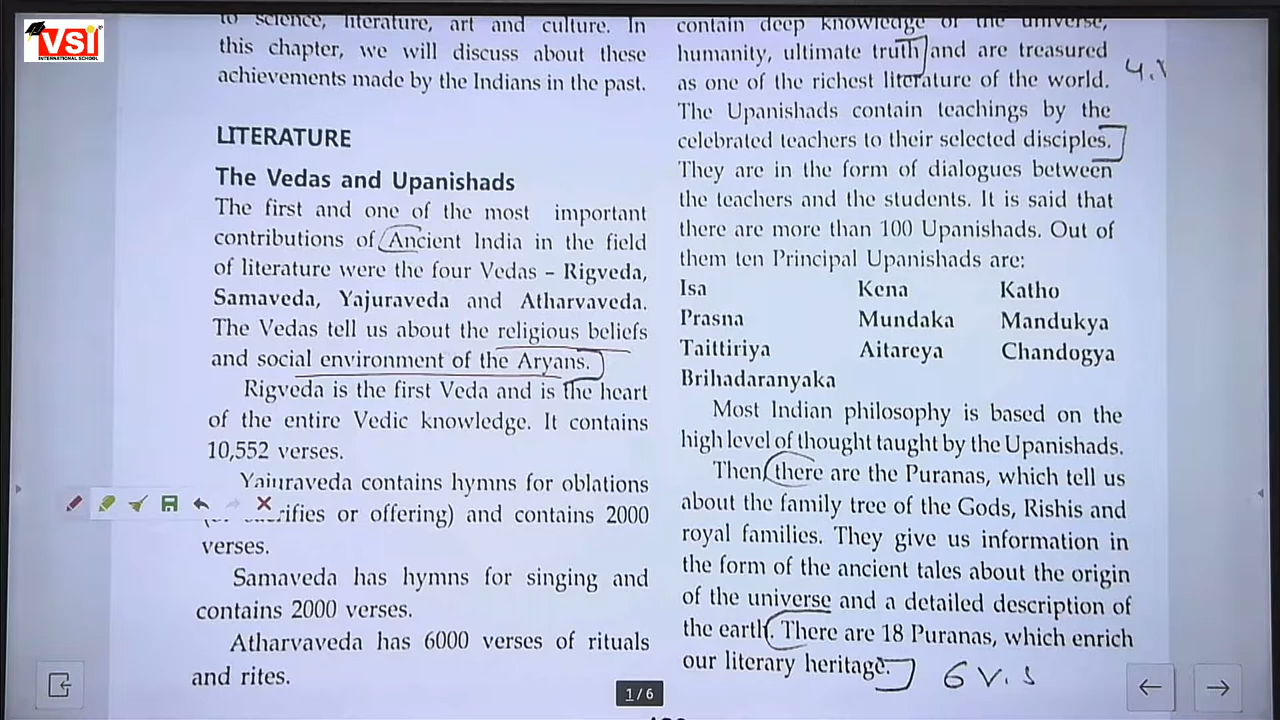 VSI
INTERNATIONAL SCHOOL
to science, literature, art and culture. In
this chapter, we will discuss about these
achievements made by the Indians in the past.
LITERATURE
The Vedas and Upanishads
The first and one of the most important
contributions of Ancient India in the field
of literature were the four Vedas – Rigveda,
Samaveda, Yajuraveda and Atharvaveda.
The Vedas tell us about the religious beliefs
and social environment of the Aryans.
Rigveda is the first Veda and is the heart
of the entire Vedic knowledge. It contains
10,552 verses.
Yajuraveda contains hymns for oblations
or offering) and contains 2000
verses.
Samaveda has hymns for singing and
contains 2000 verses.
Atharvaveda has 6000 verses of rituals
and rites.
contain deep knowledge of the universe,
humanity, ultimate truth and are treasured
as one of the richest literature of the world.
The Upanishads contain teachings by the
celebrated teachers to their selected disciples.
They are in the form of dialogues between
the teachers and the students. It is said that
there are more than 100 Upanishads. Out of
them ten Principal Upanishads are:
Isa Kena Katho
Prasna Mundaka Mandukya
Taittiriya Aitareya Chandogya
Brihadaranyaka
Most Indian philosophy is based on the
high level of thought taught by the Upanishads.
Then there are the Puranas, which tell us
about the family tree of the Gods, Rishis and
royal families. They give us information in
the form of the ancient tales about the origin
of the universe and a detailed description of
the earth. There are 18 Puranas, which enrich
our literary heritage.
6 V. S
4.
1/6